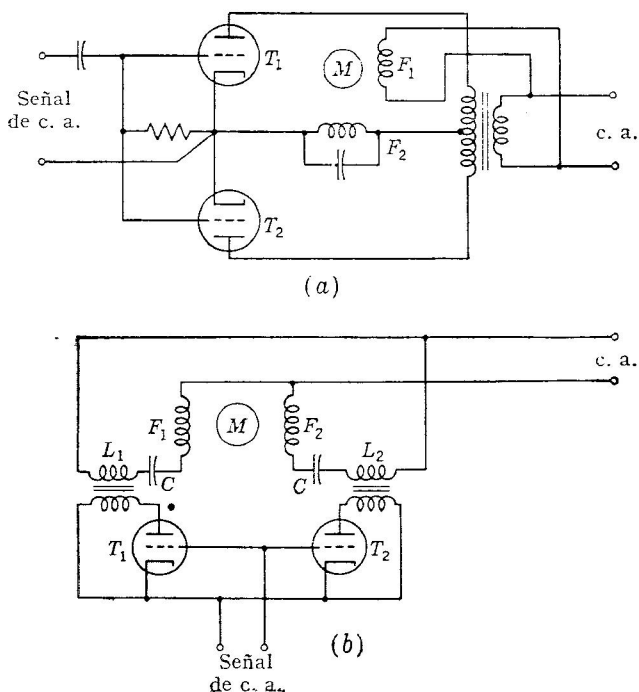 T1
M
F1
Señal
de c. a.
c. a.
F2
T2
(a)
c. a.
F1
M
F2
L1
L2
C
C
T1
T2
(b)
Señal
de c. a.